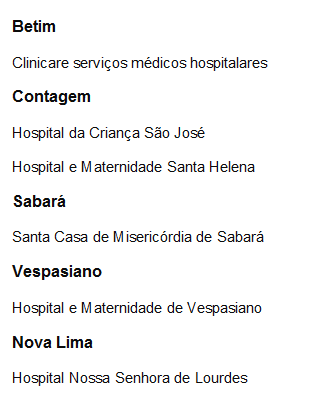 Betim
Clinicare serviços médicos hospitalares
Contagem
Hospital da Criança São José
Hospital e Maternidade Santa Helena
Sabará
Santa Casa de Misericórdia de Sabará
Vespasiano
Hospital e Maternidade de Vespasiano
Nova Lima
Hospital Nossa Senhora de Lourdes